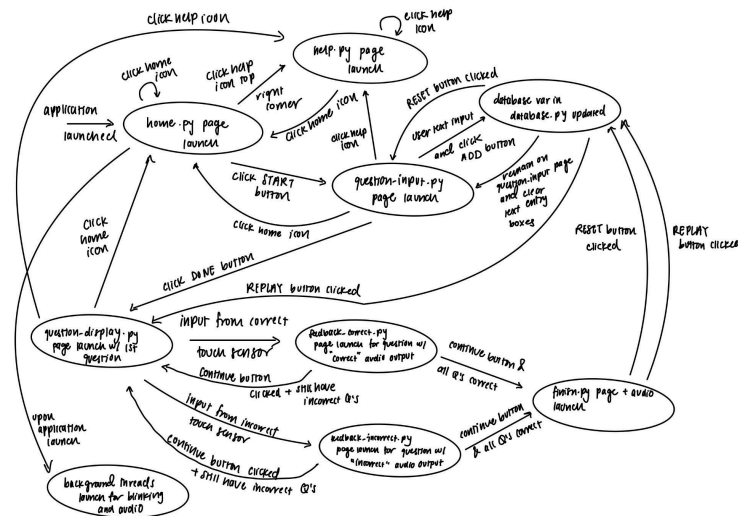 click help icon
click help
icon
help.py page
launch
click home
icon
click help
icon top
right
corner
click home icon
application
launched
home.py page
launch
click help
icon
RESET button clicked
user text input
and click
ADD button
database var in
database.py updated
remain on
question-input page
and clear
text entry
boxes
click START
button
question-input.py
page launch
click home icon
click
home
icon
click DONE button
REPLAY button clicked
RESET button
clicked
REPLAY
button clicked
question-display.py
page launch w/ 1st
question
input from correct
touch sensor
feedback_correct.py
page launch for question w/
"correct" audio output
continue button
clicked + still have
incorrect Q's
continue button &
all Q's correct
finish.py page + audio
launch
input from incorrect
touch sensor
feedback_incorrect.py
page launch for question w/
"incorrect" audio output
continue button
& all Q's correct
continue button clicked
+ still have incorrect Q's
upon
application
launch
background threads
launch for blinking
and audio